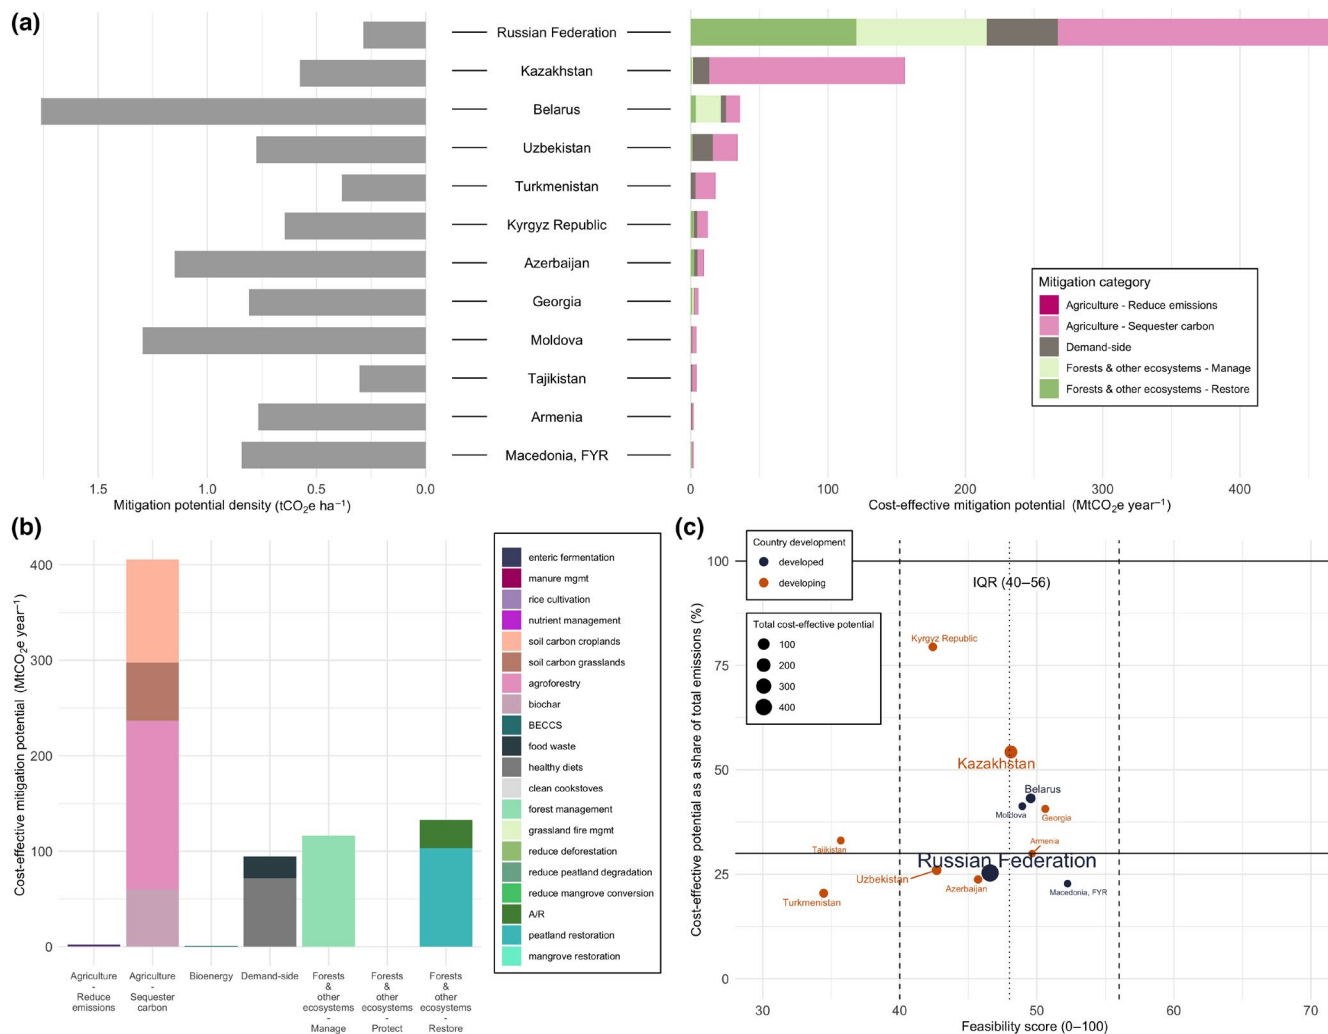 (a)
Russian Federation
Kazakhstan
Belarus
Uzbekistan
Turkmenistan
Kyrgyz Republic
Azerbaijan
Georgia
Moldova
Tajikistan
Armenia
Macedonia, FYR
1.5 1.0 0.5 0.0
Mitigation potential density (tCO₂e ha⁻¹)
Mitigation category
Agriculture - Reduce emissions
Agriculture - Sequester carbon
Demand-side
Forests & other ecosystems - Manage
Forests & other ecosystems - Restore
0 100 200 300 400
Cost-effective mitigation potential (MtCO₂e year⁻¹)
(b)
Cost-effective mitigation potential (MtCO₂e year⁻¹)
400
300
200
100
0
Agriculture
-
Reduce
emissions
Agriculture
-
Sequester
carbon
Bioenergy
Demand-side
Forests
&
other
ecosystems
-
Manage
Forests
&
other
ecosystems
-
Protect
Forests
&
other
ecosystems
-
Restore
enteric fermentation
manure mgmt
rice cultivation
nutrient management
soil carbon croplands
soil carbon grasslands
agroforestry
biochar
BECCS
food waste
healthy diets
clean cookstoves
forest management
grassland fire mgmt
reduce deforestation
reduce peatland degradation
reduce mangrove conversion
A/R
peatland restoration
mangrove restoration
(c)
Country development
developed
developing
Total cost-effective potential
100
200
300
400
Cost-effective potential as a share of total emissions (%)
100
75
50
25
0
IQR (40–56)
Kyrgyz Republic
Kazakhstan
Belarus
Moldova
Georgia
Armenia
Tajikistan
Russian Federation
Uzbekistan
Azerbaijan
Macedonia, FYR
Turkmenistan
30 40 50 60 70
Feasibility score (0–100)